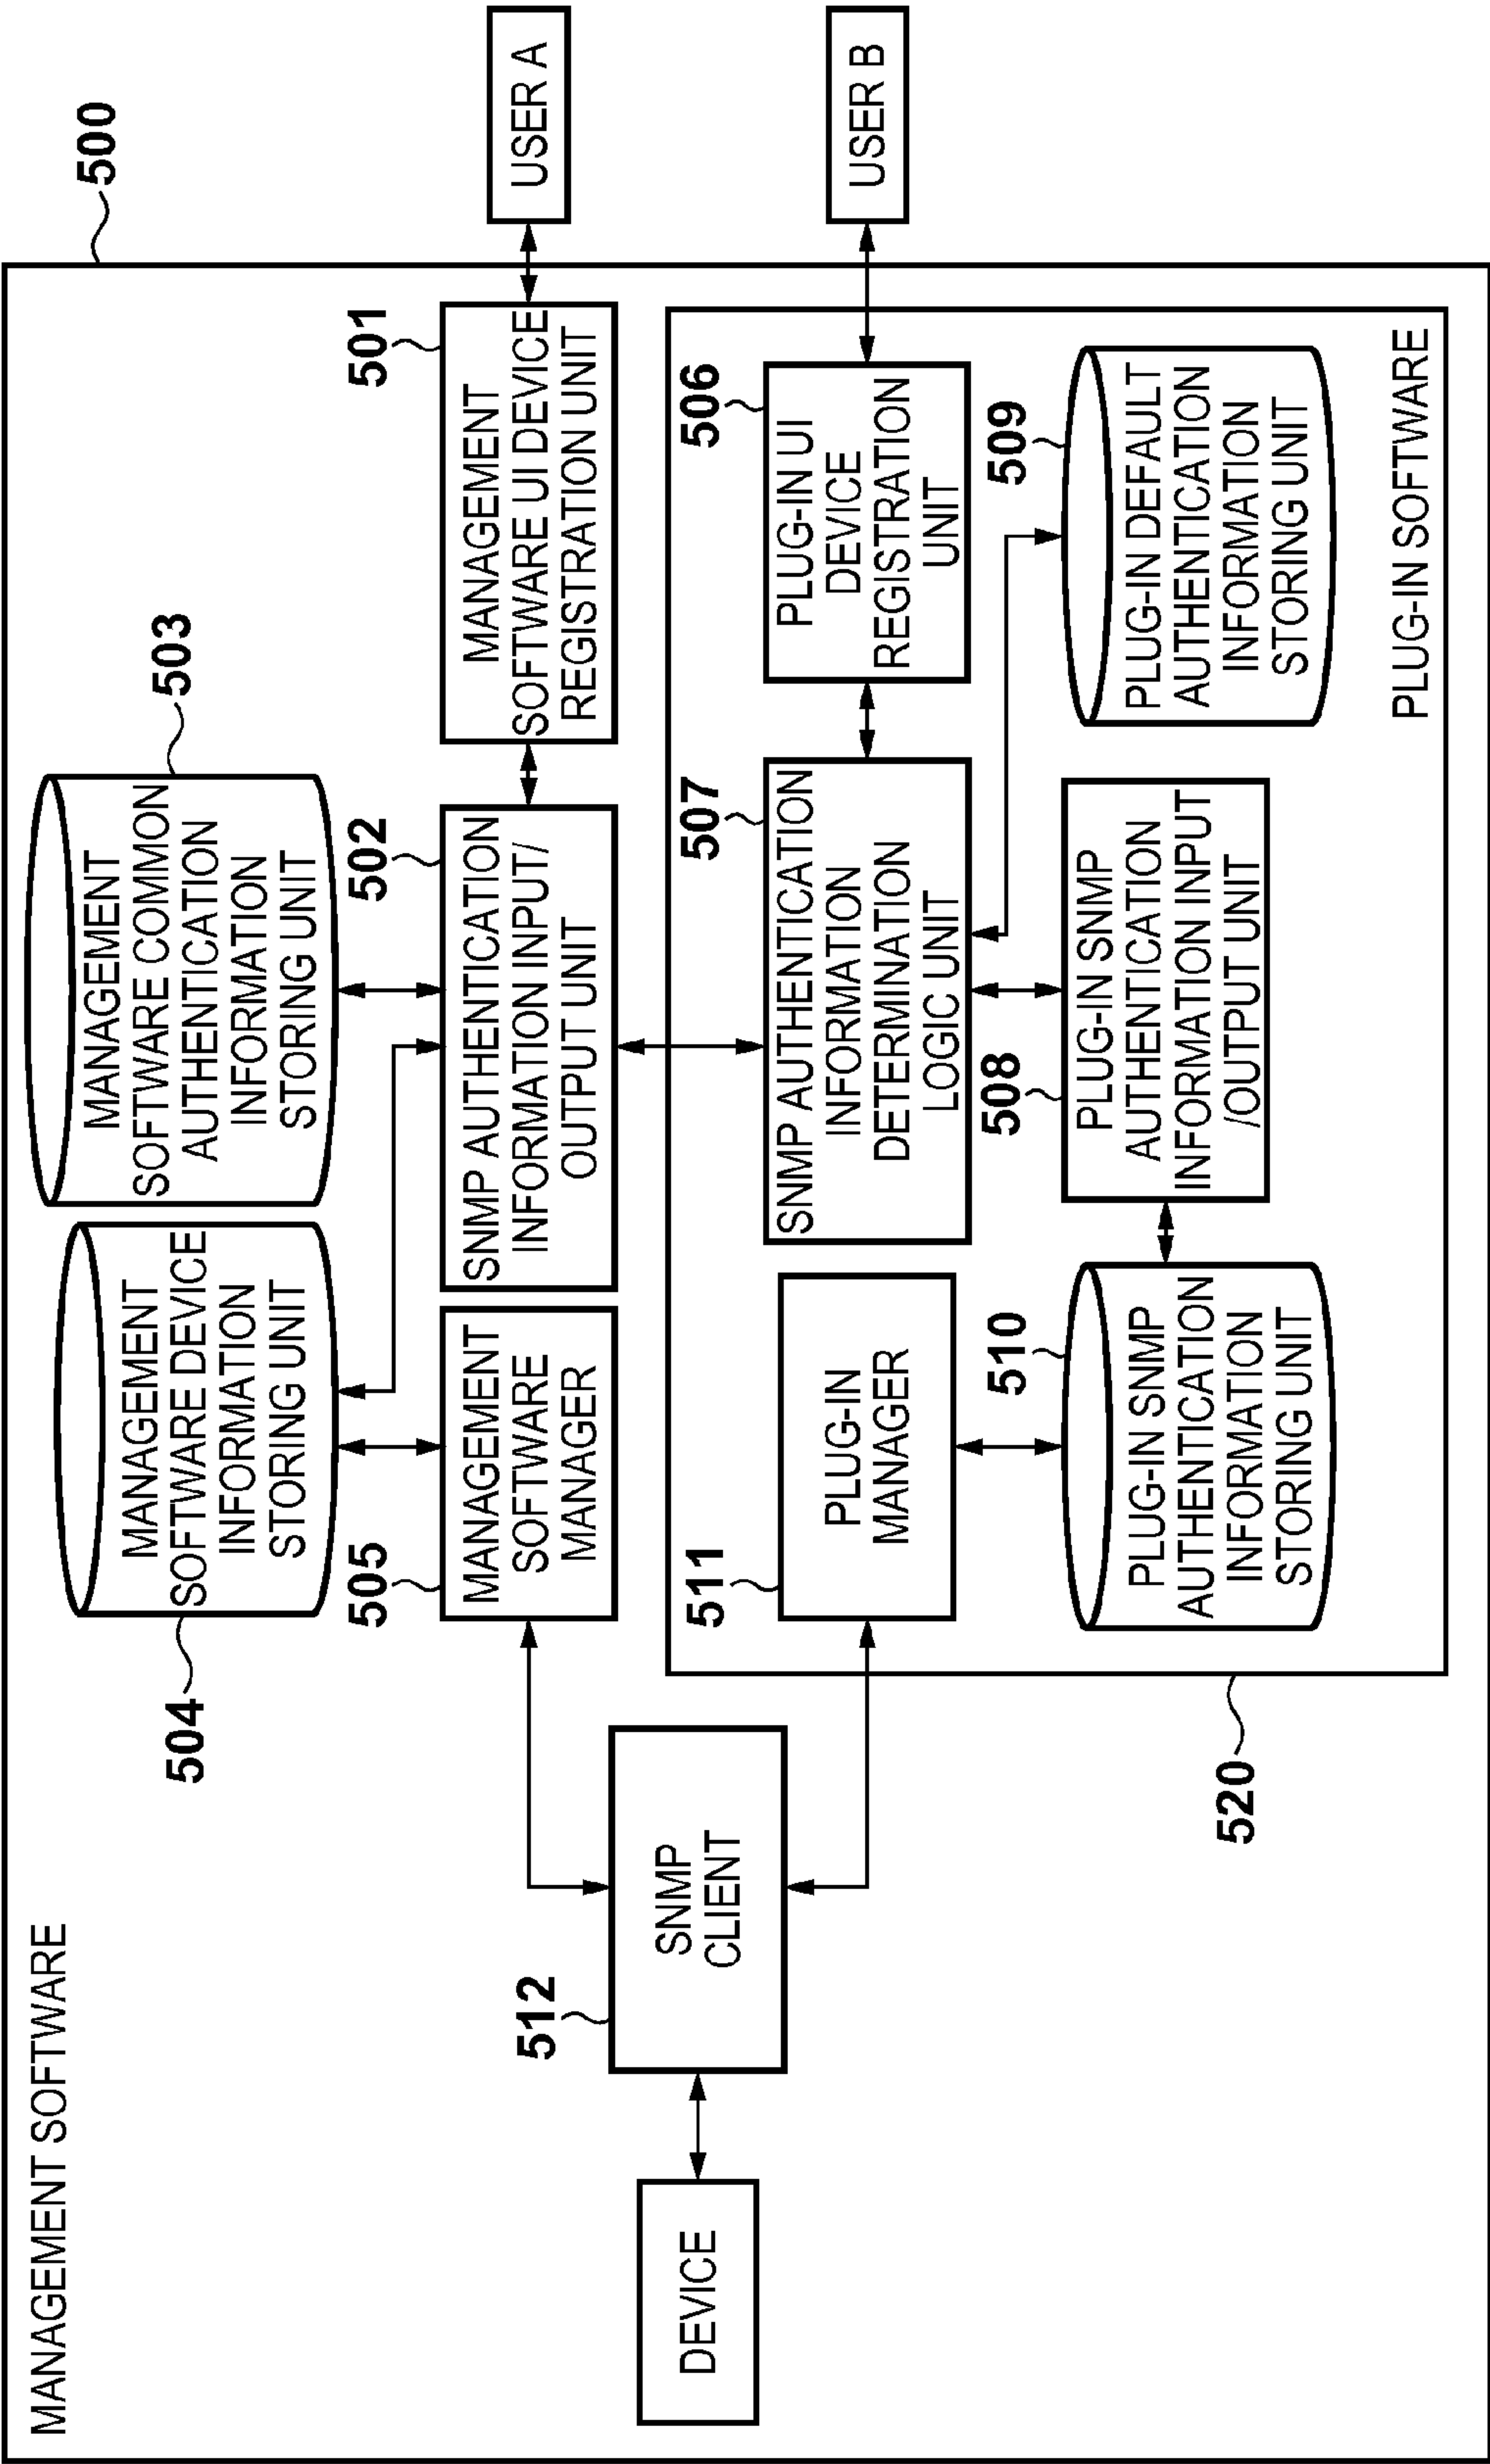 MANAGEMENT SOFTWARE
500
504
MANAGEMENT
SOFTWARE DEVICE
INFORMATION
STORING UNIT
503
MANAGEMENT
SOFTWARE COMMON
AUTHENTICATION
INFORMATION
STORING UNIT
505
MANAGEMENT
SOFTWARE
MANAGER
502
SNMP AUTHENTICATION
INFORMATION INPUT/
OUTPUT UNIT
501
MANAGEMENT
SOFTWARE UI DEVICE
REGISTRATION UNIT
USER A
512
SNMP
CLIENT
DEVICE
511
PLUG-IN
MANAGER
507
SNMP AUTHENTICATION
INFORMATION
DETERMINATION
LOGIC UNIT
506
PLUG-IN UI
DEVICE
REGISTRATION
UNIT
USER B
510
PLUG-IN SNMP
AUTHENTICATION
INFORMATION
STORING UNIT
508
PLUG-IN SNMP
AUTHENTICATION
INFORMATION INPUT
/OUTPUT UNIT
509
PLUG-IN DEFAULT
AUTHENTICATION
INFORMATION
STORING UNIT
520
PLUG-IN SOFTWARE